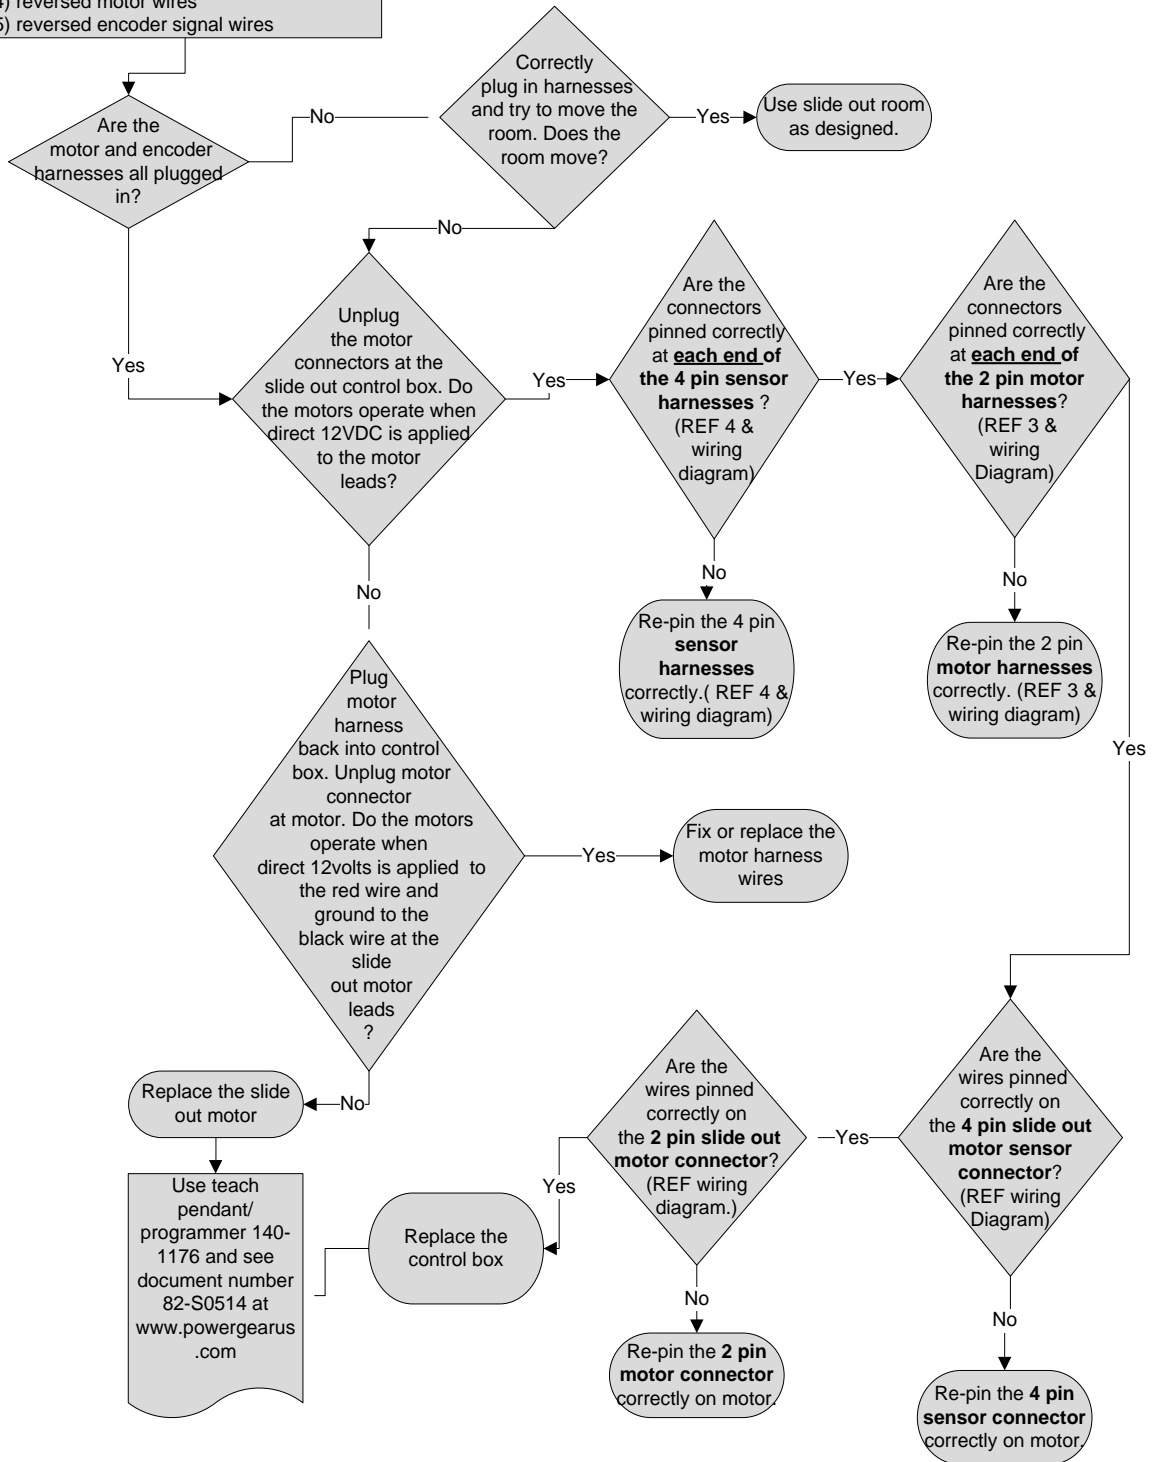 4) reversed motor wires
5) reversed encoder signal wires
Are the
motor and encoder
harnesses all plugged
in?
No
Correctly
plug in harnesses
and try to move the
room. Does the
room move?
Yes
Use slide out room
as designed.
No
Yes
Unplug
the motor
connectors at the
slide out control box. Do
the motors operate when
direct 12VDC is applied
to the motor
leads?
Yes
Are the
connectors
pinned correctly
at each end of
the 4 pin sensor
harnesses ?
(REF 4 &
wiring
diagram)
Yes
Are the
connectors
pinned correctly
at each end of
the 2 pin motor
harnesses?
(REF 3 &
wiring
Diagram)
No
No
No
Re-pin the 4 pin
sensor
harnesses
correctly.( REF 4 &
wiring diagram)
Re-pin the 2 pin
motor harnesses
correctly. (REF 3 &
wiring diagram)
Yes
Plug
motor
harness
back into control
box. Unplug motor
connector
at motor. Do the motors
operate when
direct 12volts is applied  to
the red wire and
ground to the
black wire at the
slide
out motor
leads
?
Yes
Fix or replace the
motor harness
wires
No
Replace the slide
out motor
Use teach
pendant/
programmer 140-
1176 and see
document number
82-S0514 at
www.powergearus
.com
Replace the
control box
Yes
Are the
wires pinned
correctly on
the 2 pin slide out
motor connector?
(REF wiring
diagram.)
Yes
Are the
wires pinned
correctly on
the 4 pin slide out
motor sensor
connector?
(REF wiring
Diagram)
No
Re-pin the 2 pin
motor connector
correctly on motor.
No
Re-pin the 4 pin
sensor connector
correctly on motor.